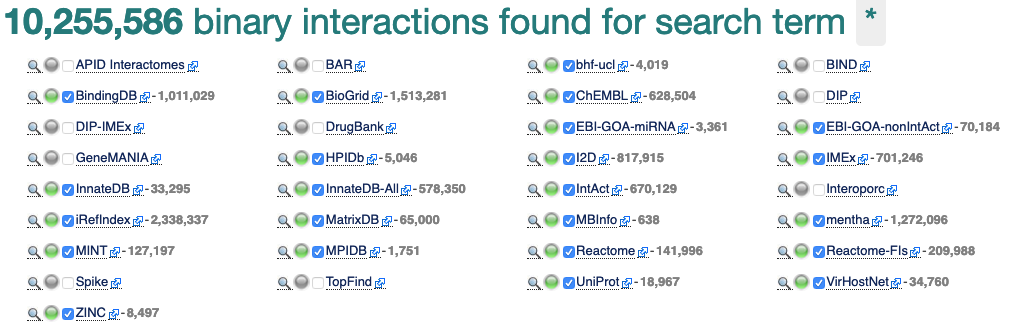 10,255,586 binary interactions found for search term *
APID Interactomes BAR bhf-ucl -4,019 BIND
BindingDB -1,011,029 BioGrid -1,513,281 ChEMBL -628,504 DIP
DIP-IMEx DrugBank EBI-GOA-miRNA -3,361 EBI-GOA-nonIntAct -70,184
GeneMANIA HPIDb -5,046 I2D -817,915 IMEx -701,246
InnateDB -33,295 InnateDB-All -578,350 IntAct -670,129 Interoporc
iRefIndex -2,338,337 MatrixDB -65,000 MBInfo -638 mentha -1,272,096
MINT -127,197 MPIDB -1,751 Reactome -141,996 Reactome-FIs -209,988
Spike TopFind UniProt -18,967 VirHostNet -34,760
ZINC -8,497